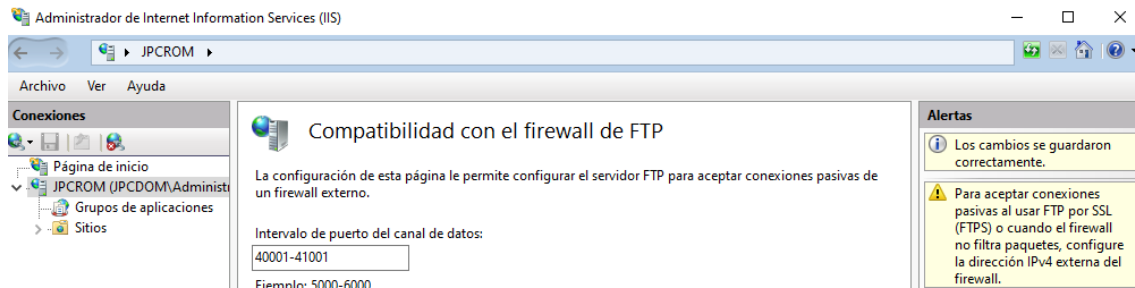 Administrador de Internet Information Services (IIS)
JPCROM
Archivo Ver Ayuda
Conexiones
Página de inicio
JPCROM (JPCDOM\Administ
Grupos de aplicaciones
Sitios
Compatibilidad con el firewall de FTP
La configuración de esta página le permite configurar el servidor FTP para aceptar conexiones pasivas de
un firewall externo.
Intervalo de puerto del canal de datos:
40001-41001
Ejemplo: 5000-6000
Alertas
Los cambios se guardaron
correctamente.
Para aceptar conexiones
pasivas al usar FTP por SSL
(FTPS) o cuando el firewall
no filtra paquetes, configure
la dirección IPv4 externa del
firewall.